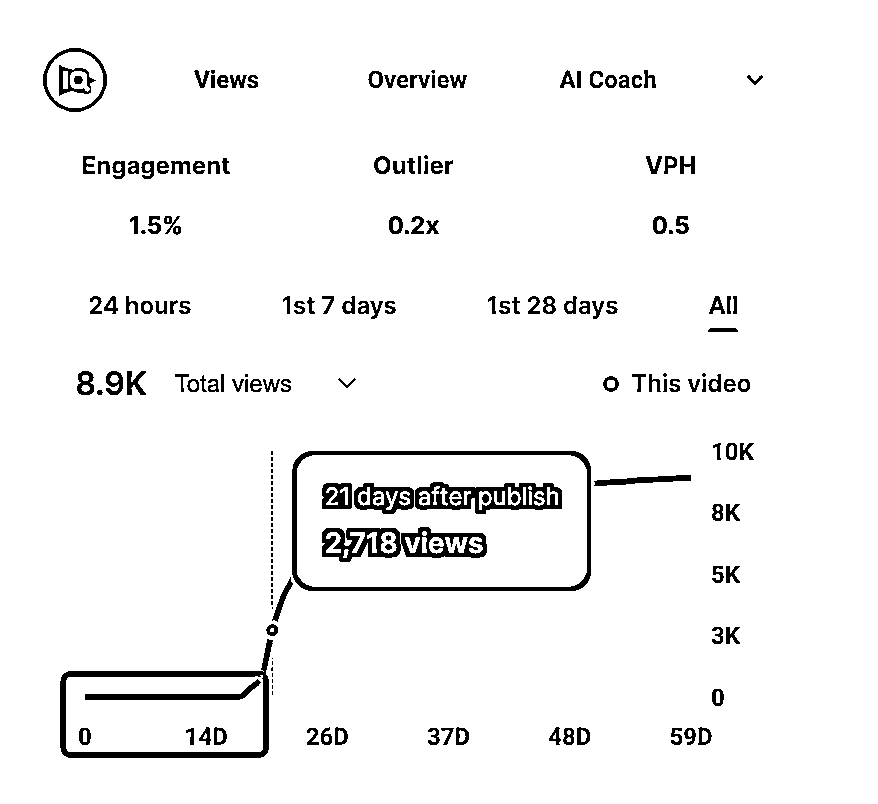 Views Overview AI Coach
Engagement Outlier VPH
1.5% 0.2x 0.5
24 hours 1st 7 days 1st 28 days All
8.9K Total views This video
10K
21 days after publish
8K
2,718 views
5K
3K
0
0 14D 26D 37D 48D 59D